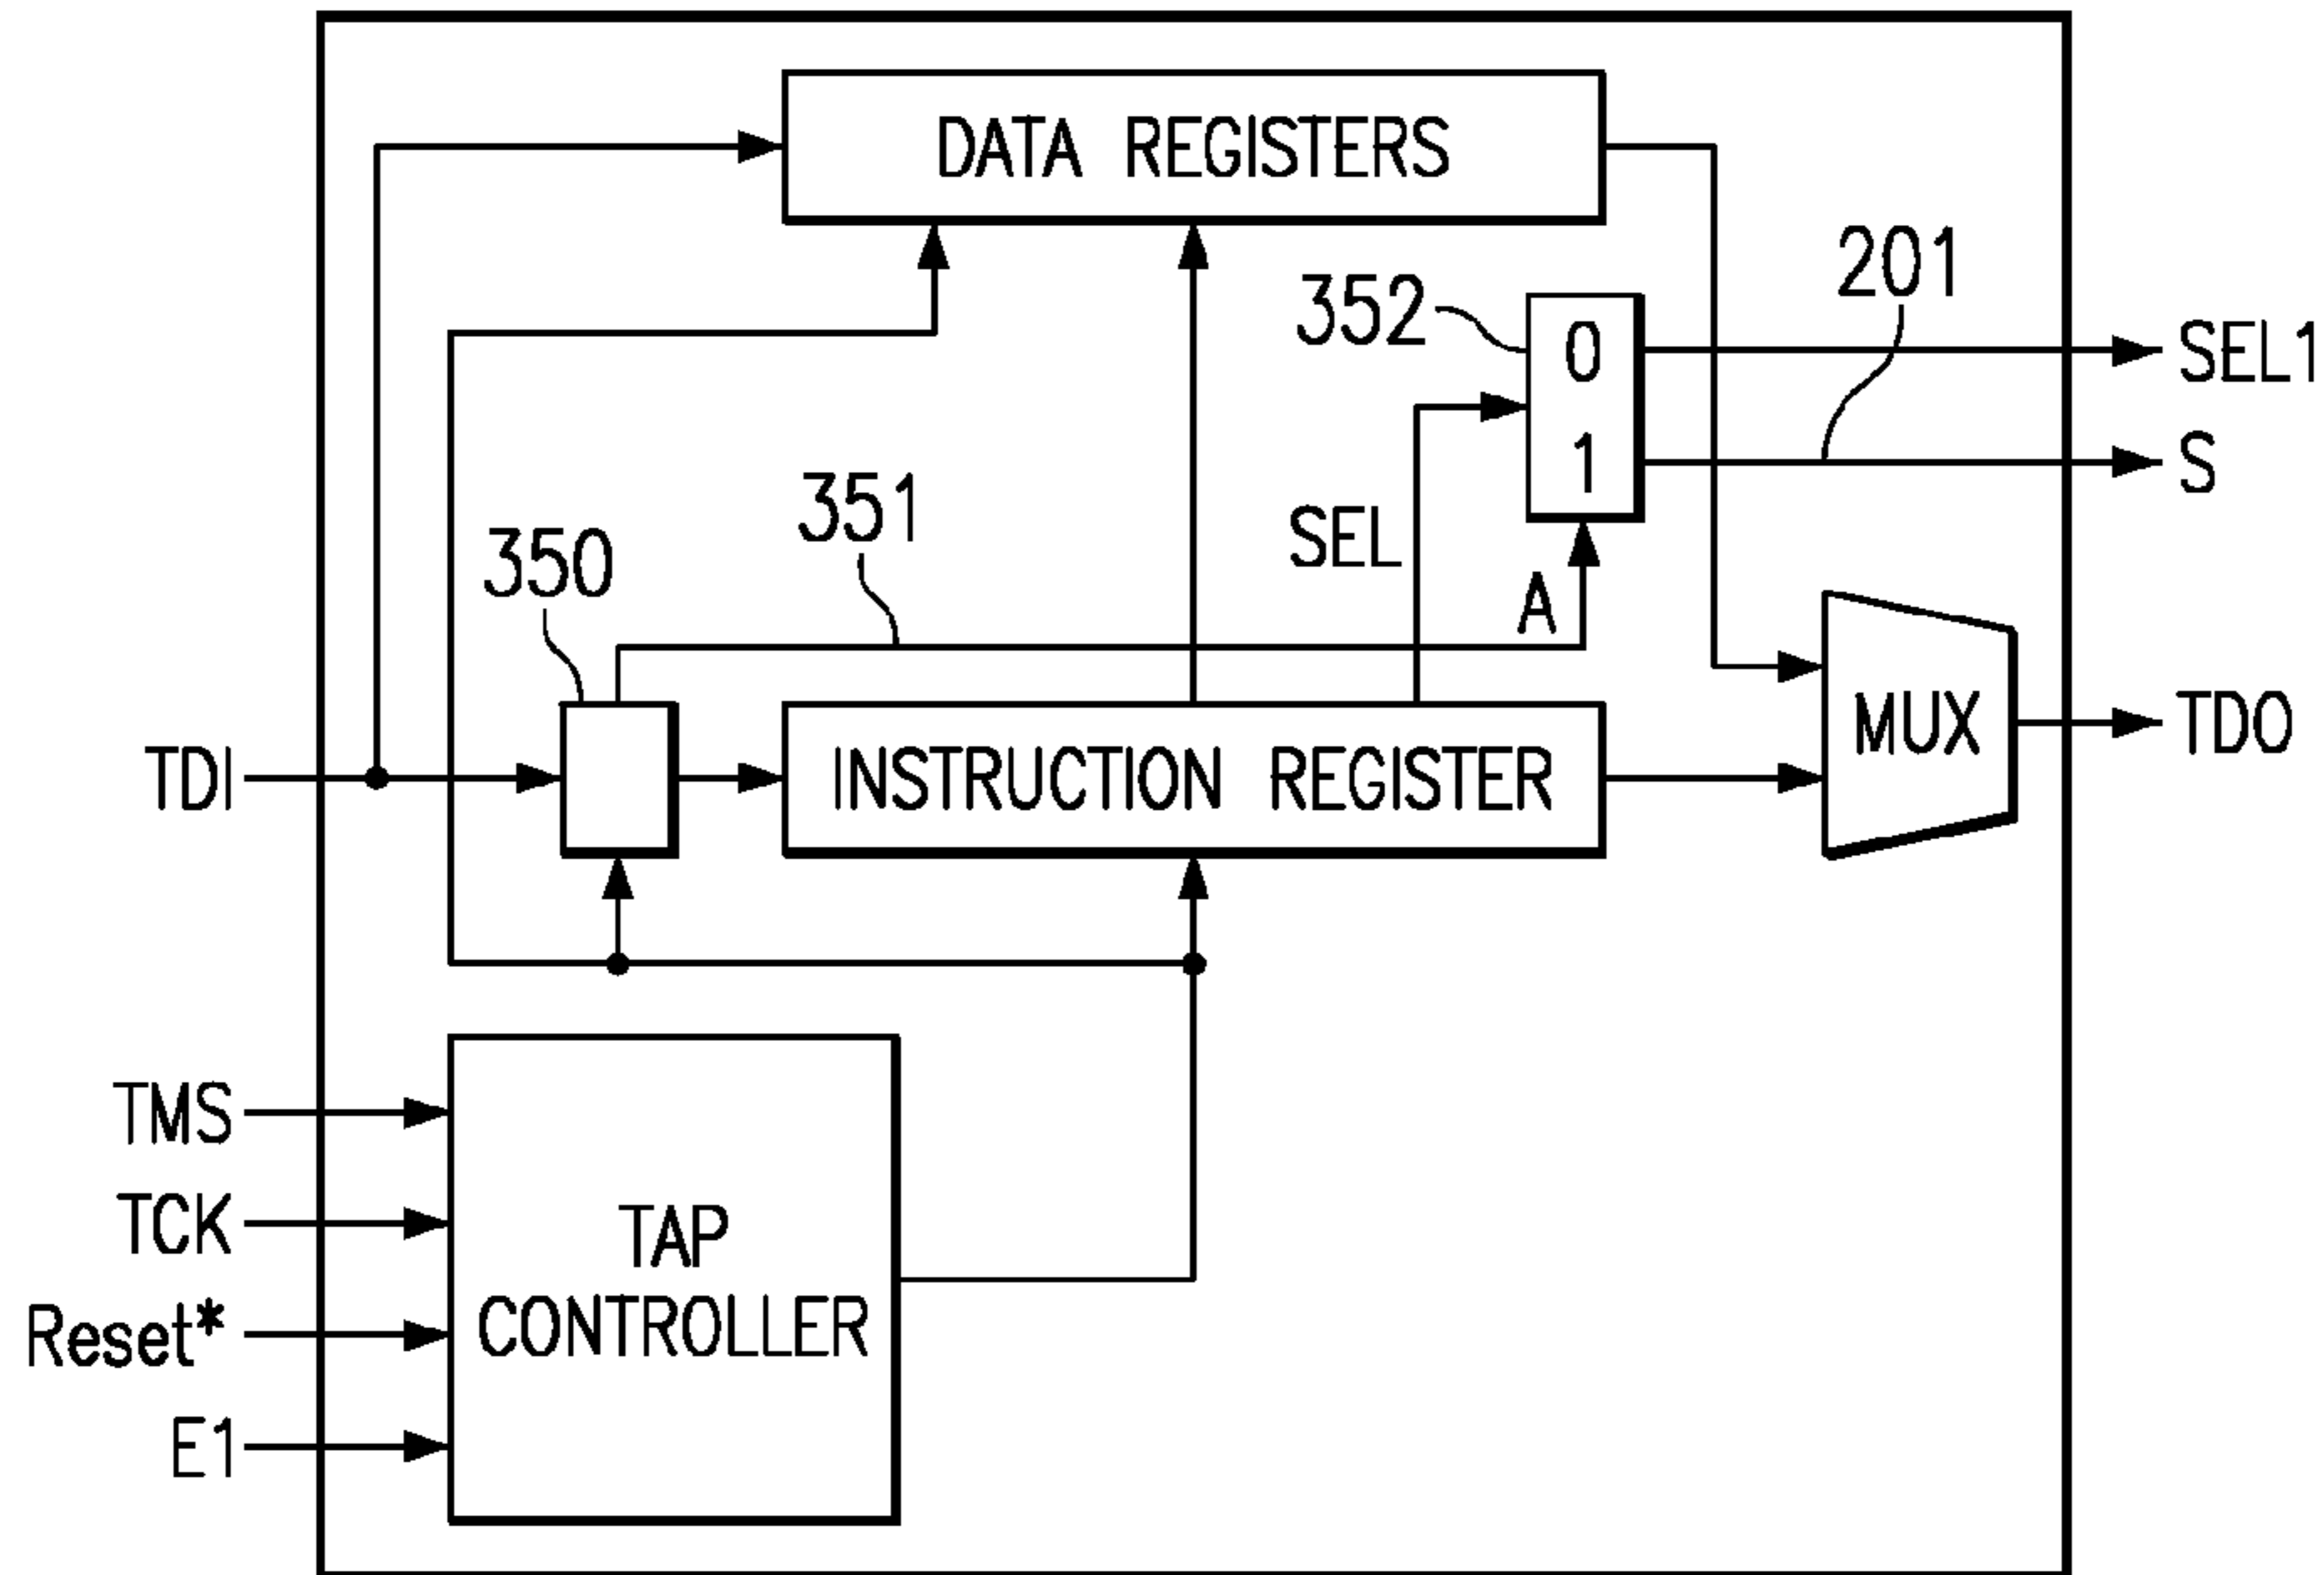 DATA REGISTERS
201
352
0
SEL1
1
S
351
SEL
350
A
TDI
INSTRUCTION REGISTER
MUX
TDO
TMS
TCK
TAP
CONTROLLER
Reset*
E1